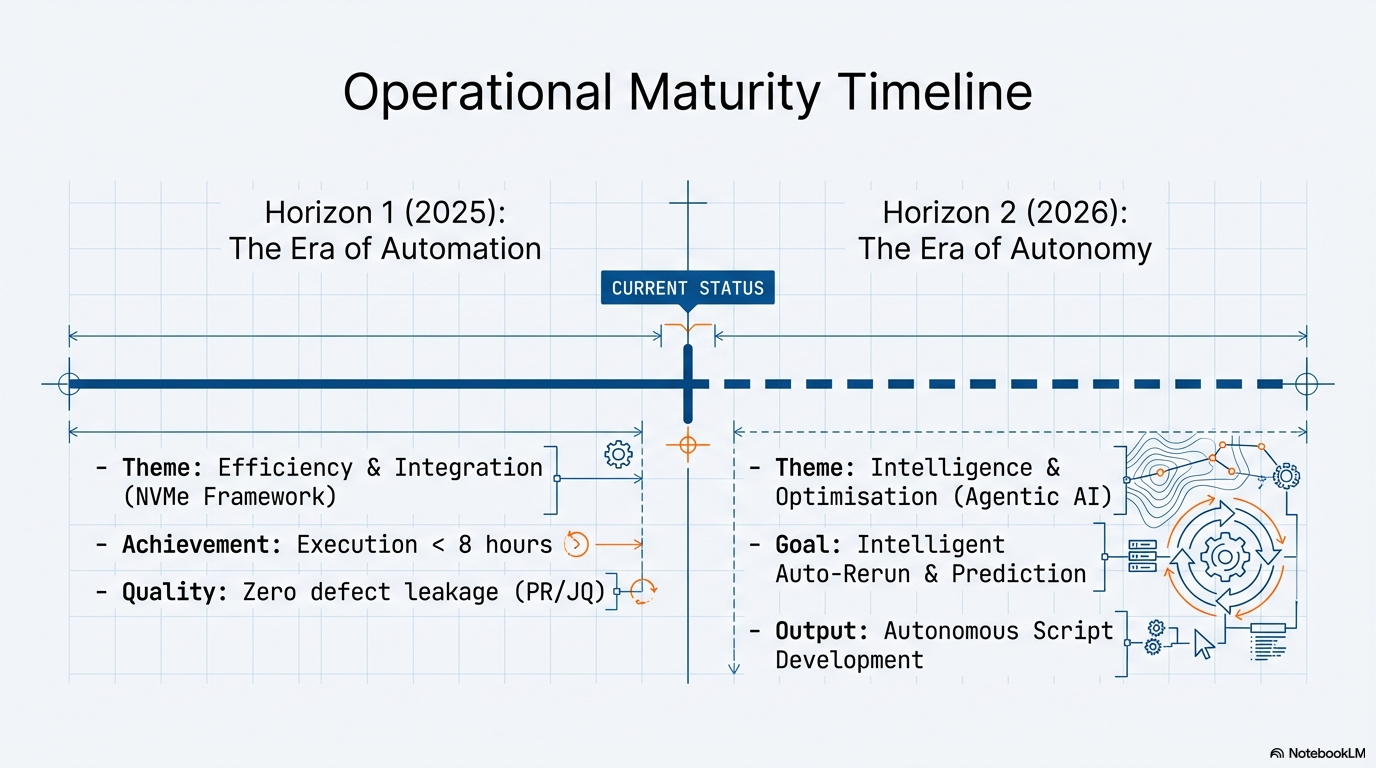 Operational Maturity Timeline
Horizon 1 (2025):
The Era of Automation
Horizon 2 (2026):
The Era of Autonomy
CURRENT STATUS
- Theme: Efficiency & Integration
(NVMe Framework)
- Achievement: Execution < 8 hours
- Quality: Zero defect leakage (PR/JQ)
- Theme: Intelligence &
Optimisation (Agentic AI)
- Goal: Intelligent
Auto-Rerun & Prediction
- Output: Autonomous Script
Development
NotebookLM